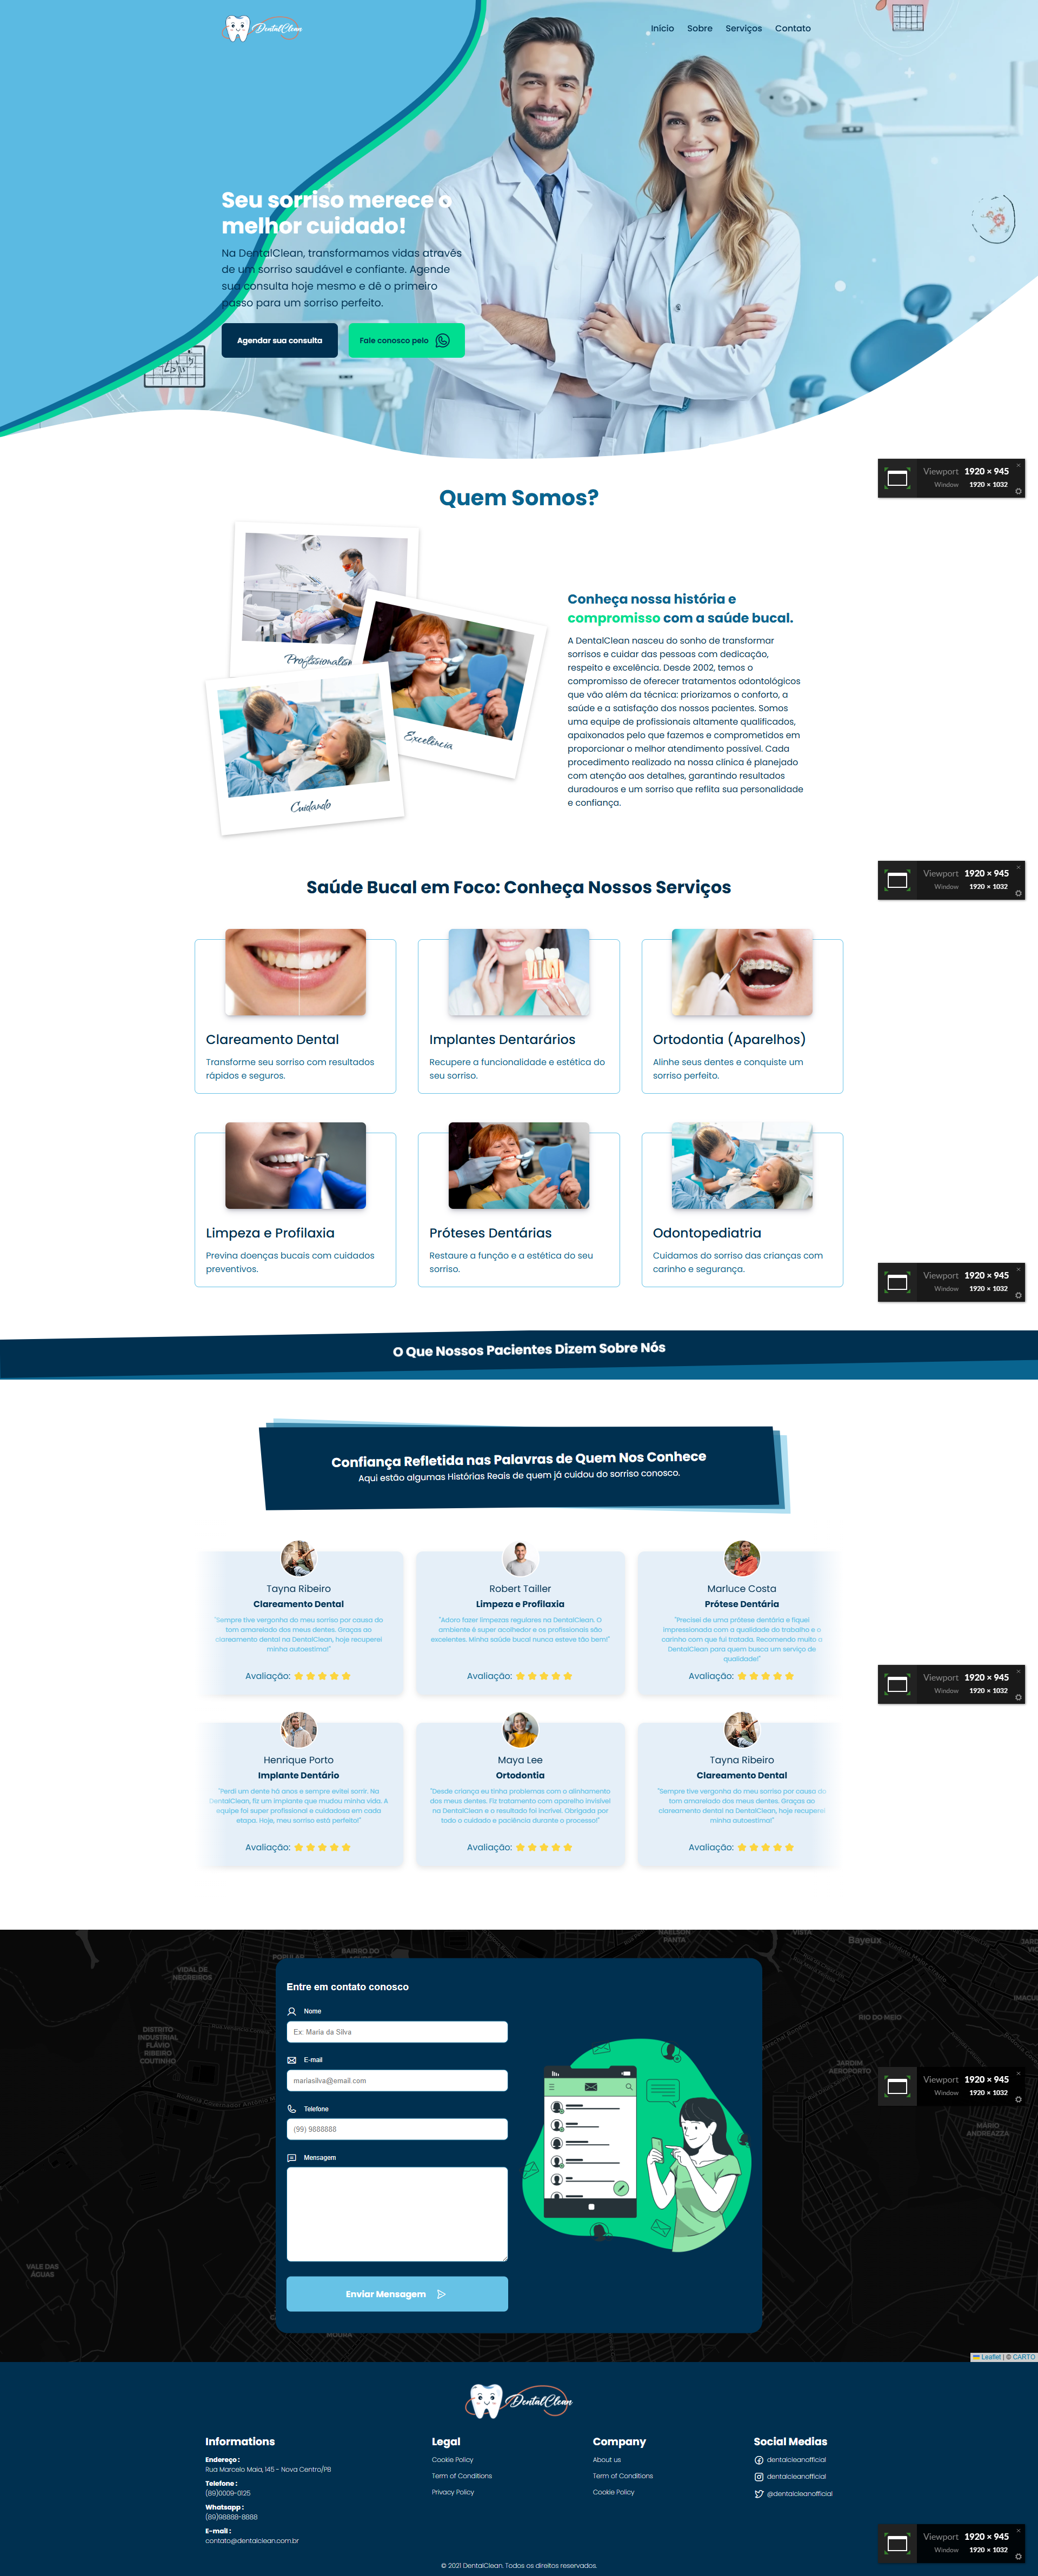 DentalClean
Início Sobre Serviços Contato
Seu sorriso merece o
melhor cuidado!
Na DentalClean, transformamos vidas através
de um sorriso saudável e confiante. Agende
sua consulta hoje mesmo e dê o primeiro
passo para um sorriso perfeito.
Agendar sua consulta
Fale conosco pelo
Viewport 1920 × 945
Window 1920 × 1032
Quem Somos?
Excelência
Cuidando
Conheça nossa história e
compromisso com a saúde bucal.
A DentalClean nasceu do sonho de transformar
sorrisos e cuidar das pessoas com dedicação,
respeito e excelência. Desde 2002, temos o
compromisso de oferecer tratamentos odontológicos
que vão além da técnica: priorizamos o conforto, a
saúde e a satisfação dos nossos pacientes. Somos
uma equipe de profissionais altamente qualificados,
apaixonados pelo que fazemos e comprometidos em
proporcionar o melhor atendimento possível. Cada
procedimento realizado na nossa clínica é planejado
com atenção aos detalhes, garantindo resultados
duradouros e um sorriso que reflita sua personalidade
e confiança.
Viewport 1920 × 945
Window 1920 × 1032
Saúde Bucal em Foco: Conheça Nossos Serviços
Clareamento Dental
Transforme seu sorriso com resultados
rápidos e seguros.
Implantes Dentarários
Recupere a funcionalidade e estética do
seu sorriso.
Ortodontia (Aparelhos)
Alinhe seus dentes e conquiste um
sorriso perfeito.
Limpeza e Profilaxia
Previna doenças bucais com cuidados
preventivos.
Próteses Dentárias
Restaure a função e a estética do seu
sorriso.
Odontopediatria
Cuidamos do sorriso das crianças com
carinho e segurança.
Viewport 1920 × 945
Window 1920 × 1032
O Que Nossos Pacientes Dizem Sobre Nós
Confiança Refletida nas Palavras de Quem Nos Conhece
Aqui estão algumas Histórias Reais de quem já cuidou do sorriso conosco.
Tayna Ribeiro
Clareamento Dental
"Sempre tive vergonha do meu sorriso por causa do
tom amarelado dos meus dentes. Graças ao
clareamento dental na DentalClean, hoje recuperei
minha autoestima!"
Avaliação:
Robert Tailler
Limpeza e Profilaxia
"Adoro fazer limpezas regulares na DentalClean. O
ambiente é super acolhedor e os profissionais são
excelentes. Minha saúde bucal nunca esteve tão bem!"
Avaliação:
Marluce Costa
Prótese Dentária
"Precisei de uma prótese dentária e fiquei
impressionada com a qualidade do trabalho e o
carinho com que fui tratada. Recomendo muito a
DentalClean para quem busca um serviço de
qualidade!"
Avaliação:
Viewport 1920 × 945
Window 1920 × 1032
Henrique Porto
Implante Dentário
"Perdi um dente há anos e sempre evitei sorrir. Na
DentalClean, fiz um implante que mudou minha vida. A
equipe foi super profissional e cuidadosa em cada
etapa. Hoje, meu sorriso está perfeito!"
Avaliação:
Maya Lee
Ortodontia
"Desde criança eu tinha problemas com o alinhamento
dos meus dentes. Fiz tratamento com aparelho invisível
na DentalClean e o resultado foi incrível. Obrigada por
todo o cuidado e paciência durante o processo!"
Avaliação:
Tayna Ribeiro
Clareamento Dental
"Sempre tive vergonha do meu sorriso por causa do
tom amarelado dos meus dentes. Graças ao
clareamento dental na DentalClean, hoje recuperei
minha autoestima!"
Avaliação:
Bayeux
VIDAL DE
NEGREIROS
DISTRITO
INDUSTRIAL
FLÁVIO
RIBEIRO
COUTINHO
RIO DO MEIO
JARDIM
AEROPORTO
MÁRIO
ANDREAZZA
VALE DAS
ÁGUAS
Entre em contato conosco
Nome
Ex: Maria da Silva
E-mail
mariasilva@email.com
Telefone
(99) 9888888
Mensagem
Enviar Mensagem
Viewport 1920 × 945
Window 1920 × 1032
Leaflet | © CARTO
DentalClean
Informations
Endereço :
Rua Marcelo Maia, 145 - Nova Centro/PB
Telefone :
(89)0009-0125
Whatsapp :
(89)98888-8888
E-mail :
contato@dentalclean.com.br
Legal
Cookie Policy
Term of Conditions
Privacy Policy
Company
About us
Term of Conditions
Cookie Policy
Social Medias
dentalcleanofficial
dentalcleanofficial
@dentalcleanofficial
Viewport 1920 × 945
Window 1920 × 1032
© 2021 DentalClean. Todos os direitos reservados.